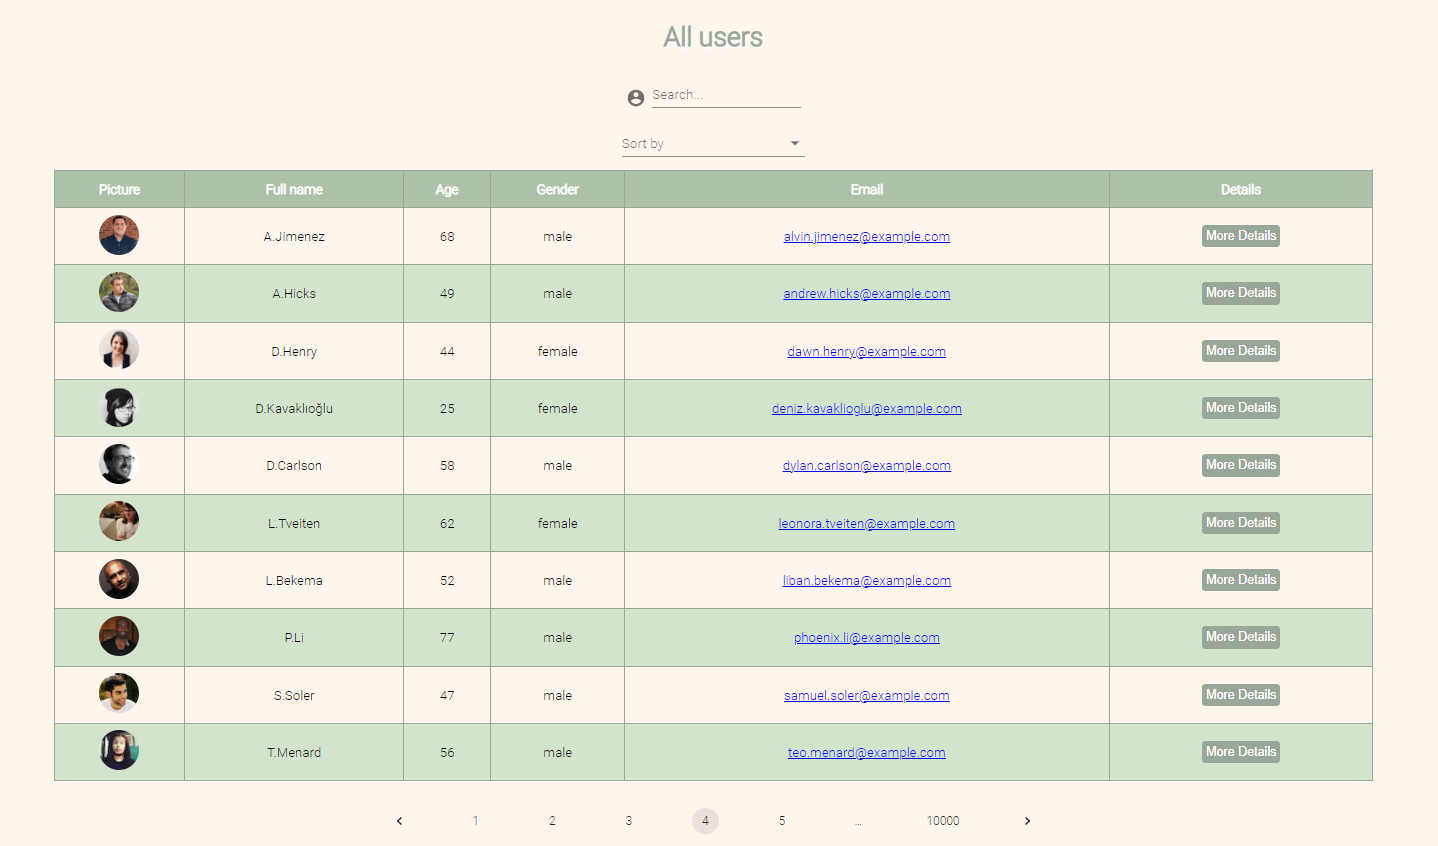 All users
Search...
Sort by
Picture Full name Age Gender Email Details
A.Jimenez 68 male alvin.jimenez@example.com More Details
A.Hicks 49 male andrew.hicks@example.com More Details
D.Henry 44 female dawn.henry@example.com More Details
D.Kavaklıoğlu 25 female deniz.kavaklioglu@example.com More Details
D.Carlson 58 male dylan.carlson@example.com More Details
L.Tveiten 62 female leonora.tveiten@example.com More Details
L.Bekema 52 male liban.bekema@example.com More Details
P.Li 77 male phoenix.li@example.com More Details
S.Soler 47 male samuel.soler@example.com More Details
T.Menard 56 male teo.menard@example.com More Details
1 2 3 4 5 ... 10000